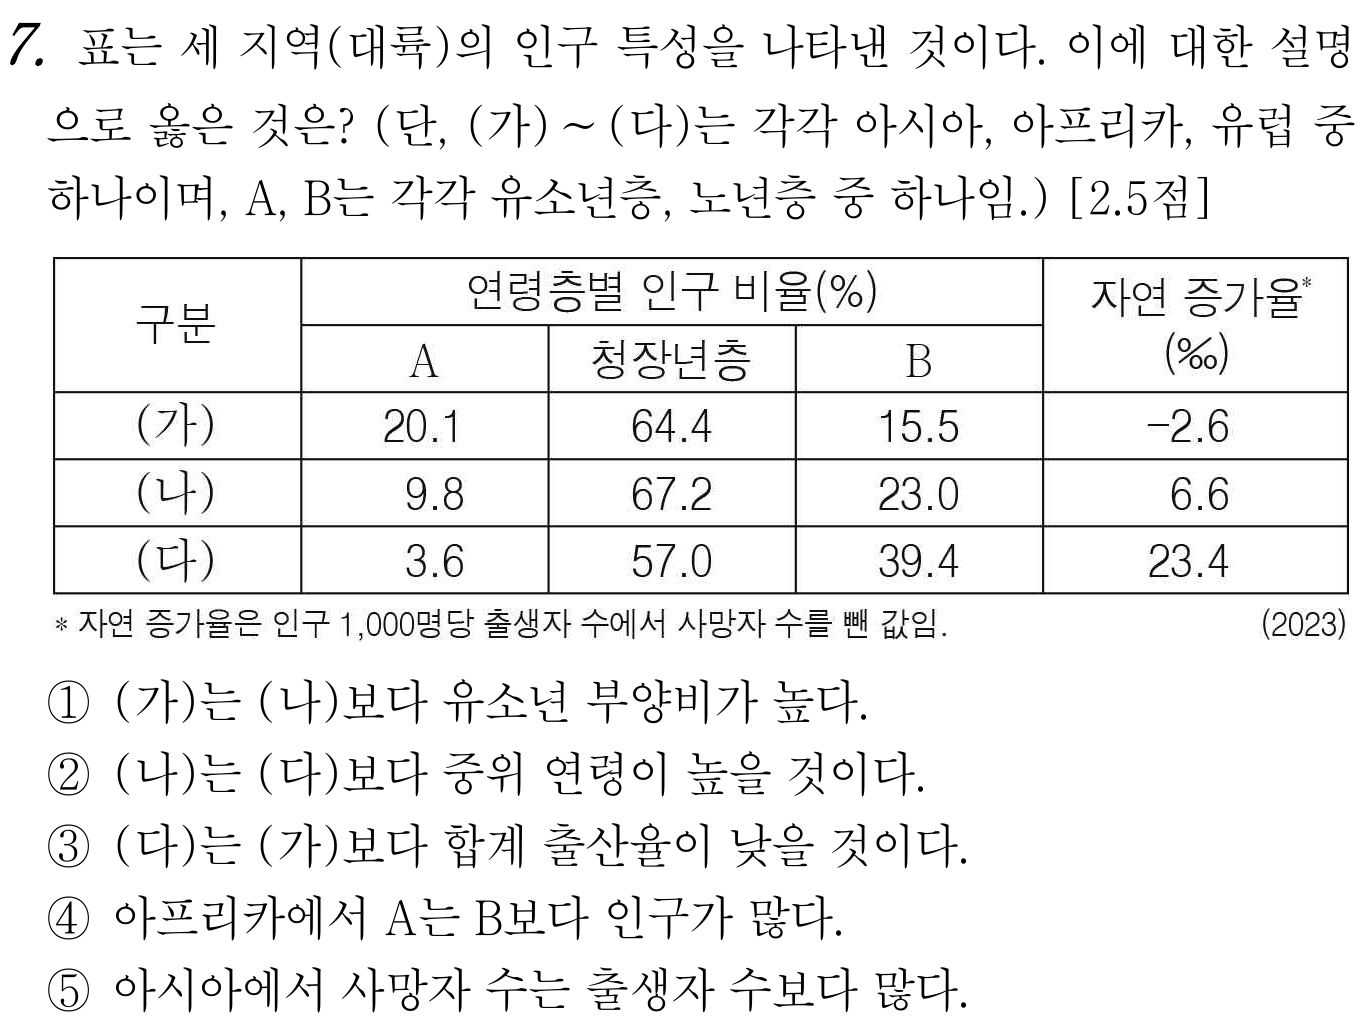 7. 표는 세 지역(대륙)의 인구 특성을 나타낸 것이다. 이에 대한 설명
으로 옳은 것은? (단, (가) ~ (다)는 각각 아시아, 아프리카, 유럽 중
하나이며, A, B는 각각 유소년층, 노년층 중 하나임.) [2.5점]
구분 연령층별 인구 비율(%) 자연 증가율*
(‰)
A 청장년층 B
(가) 20.1 64.4 15.5 -2.6
(나) 9.8 67.2 23.0 6.6
(다) 3.6 57.0 39.4 23.4
* 자연 증가율은 인구 1,000명당 출생자 수에서 사망자 수를 뺀 값임. (2023)
① (가)는 (나)보다 유소년 부양비가 높다.
② (나)는 (다)보다 중위 연령이 높을 것이다.
③ (다)는 (가)보다 합계 출산율이 낮을 것이다.
④ 아프리카에서 A는 B보다 인구가 많다.
⑤ 아시아에서 사망자 수는 출생자 수보다 많다.